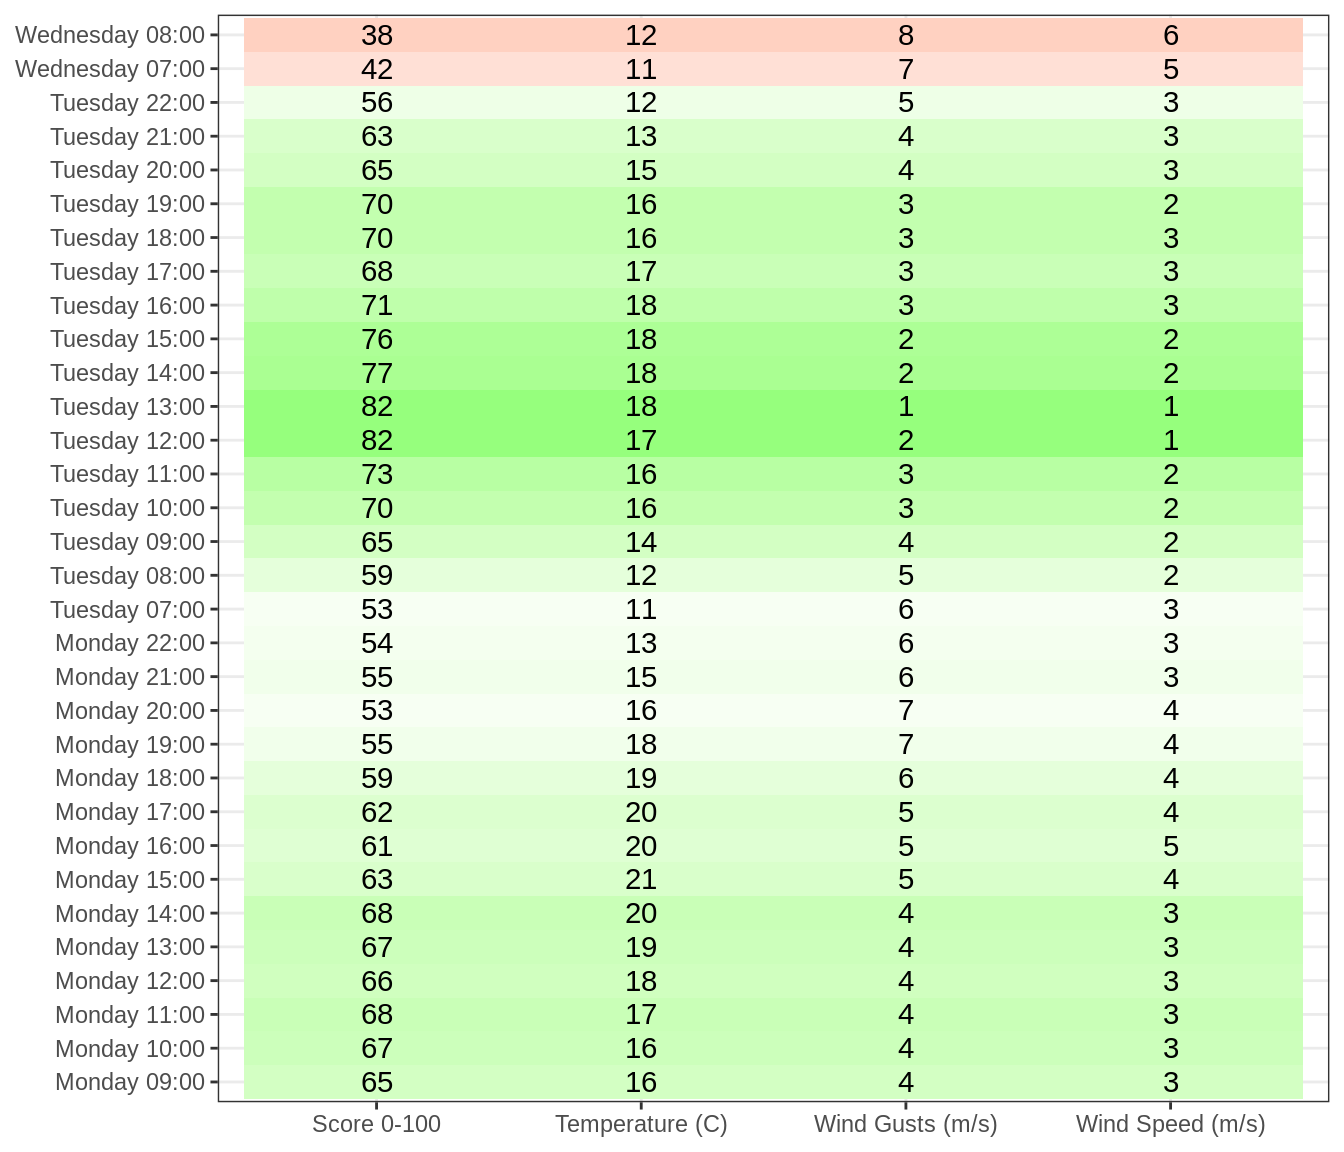 Wednesday 08:00 38 12 8 6
Wednesday 07:00 42 11 7 5
Tuesday 22:00 56 12 5 3
Tuesday 21:00 63 13 4 3
Tuesday 20:00 65 15 4 3
Tuesday 19:00 70 16 3 2
Tuesday 18:00 70 16 3 3
Tuesday 17:00 68 17 3 3
Tuesday 16:00 71 18 3 3
Tuesday 15:00 76 18 2 2
Tuesday 14:00 77 18 2 2
Tuesday 13:00 82 18 1 1
Tuesday 12:00 82 17 2 1
Tuesday 11:00 73 16 3 2
Tuesday 10:00 70 16 3 2
Tuesday 09:00 65 14 4 2
Tuesday 08:00 59 12 5 2
Tuesday 07:00 53 11 6 3
Monday 22:00 54 13 6 3
Monday 21:00 55 15 6 3
Monday 20:00 53 16 7 4
Monday 19:00 55 18 7 4
Monday 18:00 59 19 6 4
Monday 17:00 62 20 5 4
Monday 16:00 61 20 5 5
Monday 15:00 63 21 5 4
Monday 14:00 68 20 4 3
Monday 13:00 67 19 4 3
Monday 12:00 66 18 4 3
Monday 11:00 68 17 4 3
Monday 10:00 67 16 4 3
Monday 09:00 65 16 4 3
Score 0-100 Temperature (C) Wind Gusts (m/s) Wind Speed (m/s)